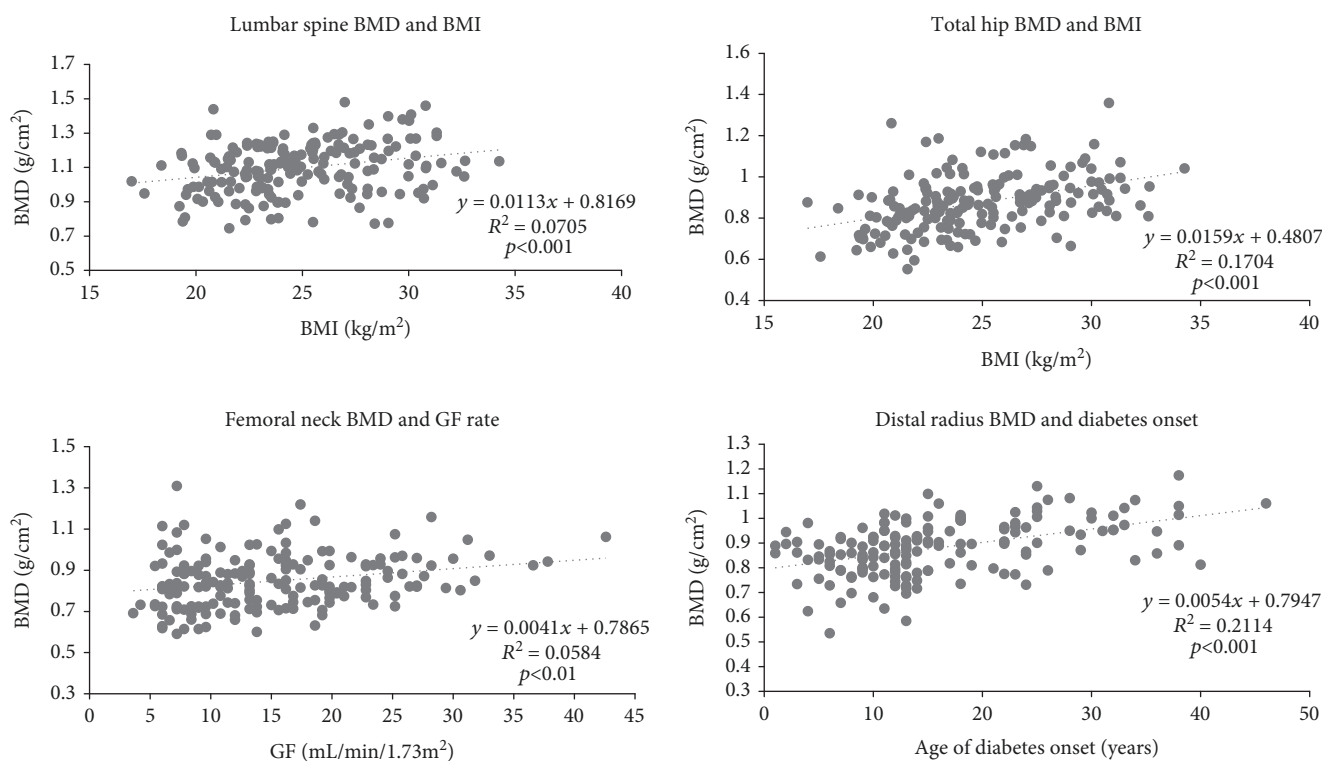 Lumbar spine BMD and BMI
BMD (g/cm²)
1.7
1.5
1.3
1.1
0.9
0.7
0.5
15 20 25 30 35 40
BMI (kg/m²)
y = 0.0113x + 0.8169
R² = 0.0705
p<0.001
Total hip BMD and BMI
BMD (g/cm²)
1.6
1.4
1.2
1
0.8
0.6
0.4
15 20 25 30 35 40
BMI (kg/m²)
y = 0.0159x + 0.4807
R² = 0.1704
p<0.001
Femoral neck BMD and GF rate
BMD (g/cm²)
1.5
1.3
1.1
0.9
0.7
0.5
0.3
0 5 10 15 20 25 30 35 40 45
GF (mL/min/1.73m²)
y = 0.0041x + 0.7865
R² = 0.0584
p<0.01
Distal radius BMD and diabetes onset
BMD (g/cm²)
1.3
1.2
1.1
1
0.9
0.8
0.7
0.6
0.5
0.4
0.3
0 10 20 30 40 50
Age of diabetes onset (years)
y = 0.0054x + 0.7947
R² = 0.2114
p<0.001